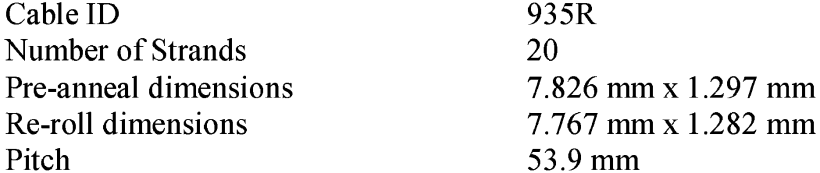 Cable ID 935R
Number of Strands 20
Pre-anneal dimensions 7.826 mm x 1.297 mm
Re-roll dimensions 7.767 mm x 1.282 mm
Pitch 53.9 mm